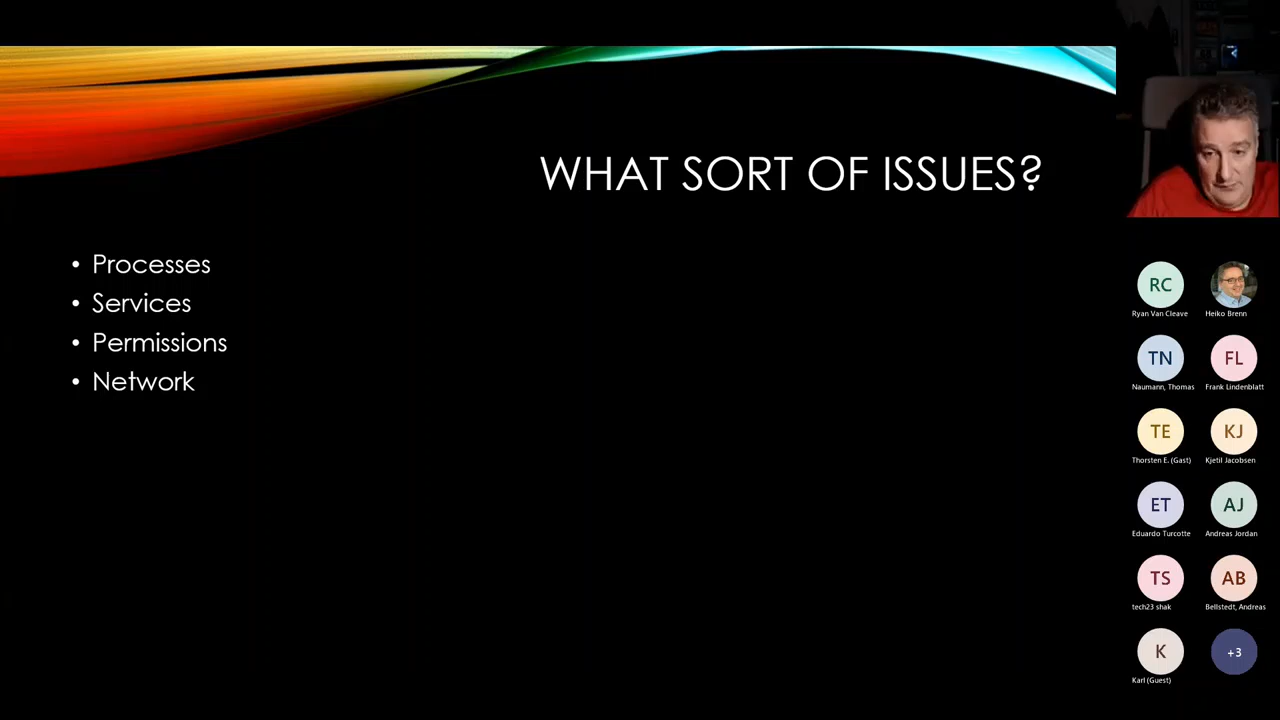 WHAT SORT OF ISSUES?
• Processes
• Services
• Permissions
• Network
RC
Ryan Van Cleave
Heiko Brenn
TN
Naumann, Thomas
FL
Frank Lindenblatt
TE
Thorsten E. (Gast)
KJ
Kjetil Jacobsen
ET
Eduardo Turcotte
AJ
Andreas Jordan
TS
tech23 shak
AB
Bellstedt, Andreas
K
Karl (Guest)
+3